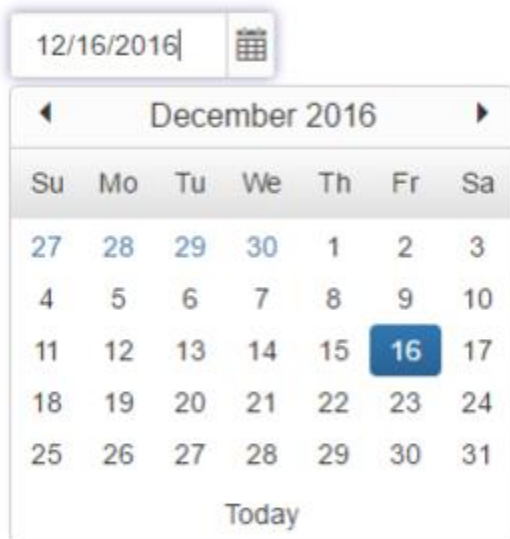 12/16/2016
December 2016
Su Mo Tu We Th Fr Sa
27 28 29 30 1 2 3
4 5 6 7 8 9 10
11 12 13 14 15 16 17
18 19 20 21 22 23 24
25 26 27 28 29 30 31
Today